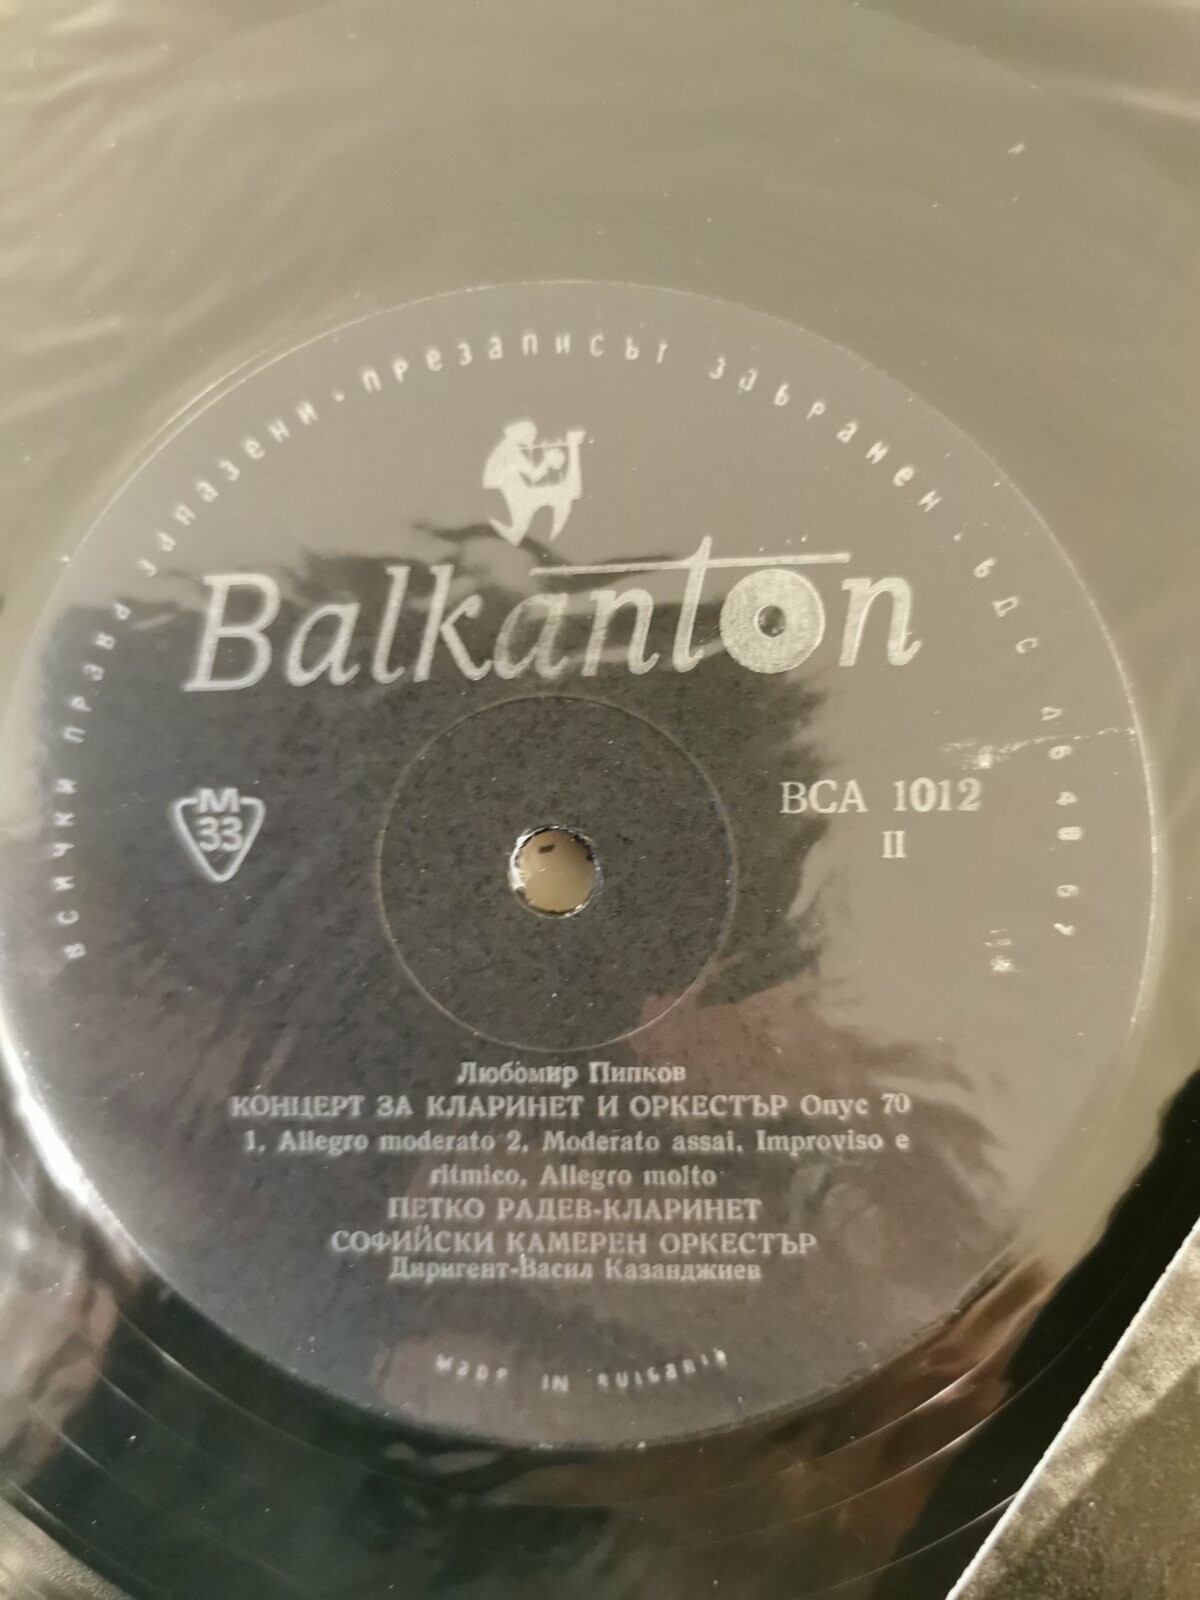 ВСИЧКИ ПРАВА ЗАПАЗЕНИ · ПРЕЗАПИСЪТ ЗАБРАНЕН · БДС
Balkanton
М
33
ВСА 1012
II
Любомир Пипков
КОНЦЕРТ ЗА КЛАРИНЕТ И ОРКЕСТЪР Опус 70
1. Allegro moderato 2. Moderato assai, Improviso e
ritmico, Allegro molto
ПЕТКО РАДЕВ-КЛАРИНЕТ
СОФИЙСКИ КАМЕРЕН ОРКЕСТЪР
Диригент-Васил Казанджиев
MADE IN BULGARIA